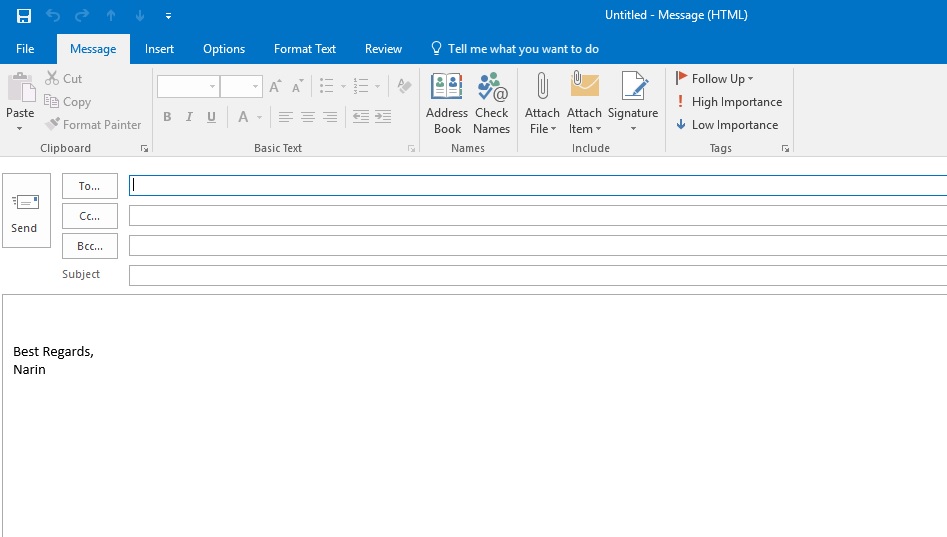 Untitled - Message (HTML)
File Message Insert Options Format Text Review Tell me what you want to do
Paste
Cut
Copy
Format Painter
Clipboard
B I U A
Basic Text
Address Book
Check Names
Names
Attach File
Attach Item
Signature
Include
Follow Up
High Importance
Low Importance
Tags
Send
To...
Cc...
Bcc...
Subject
Best Regards,
Narin